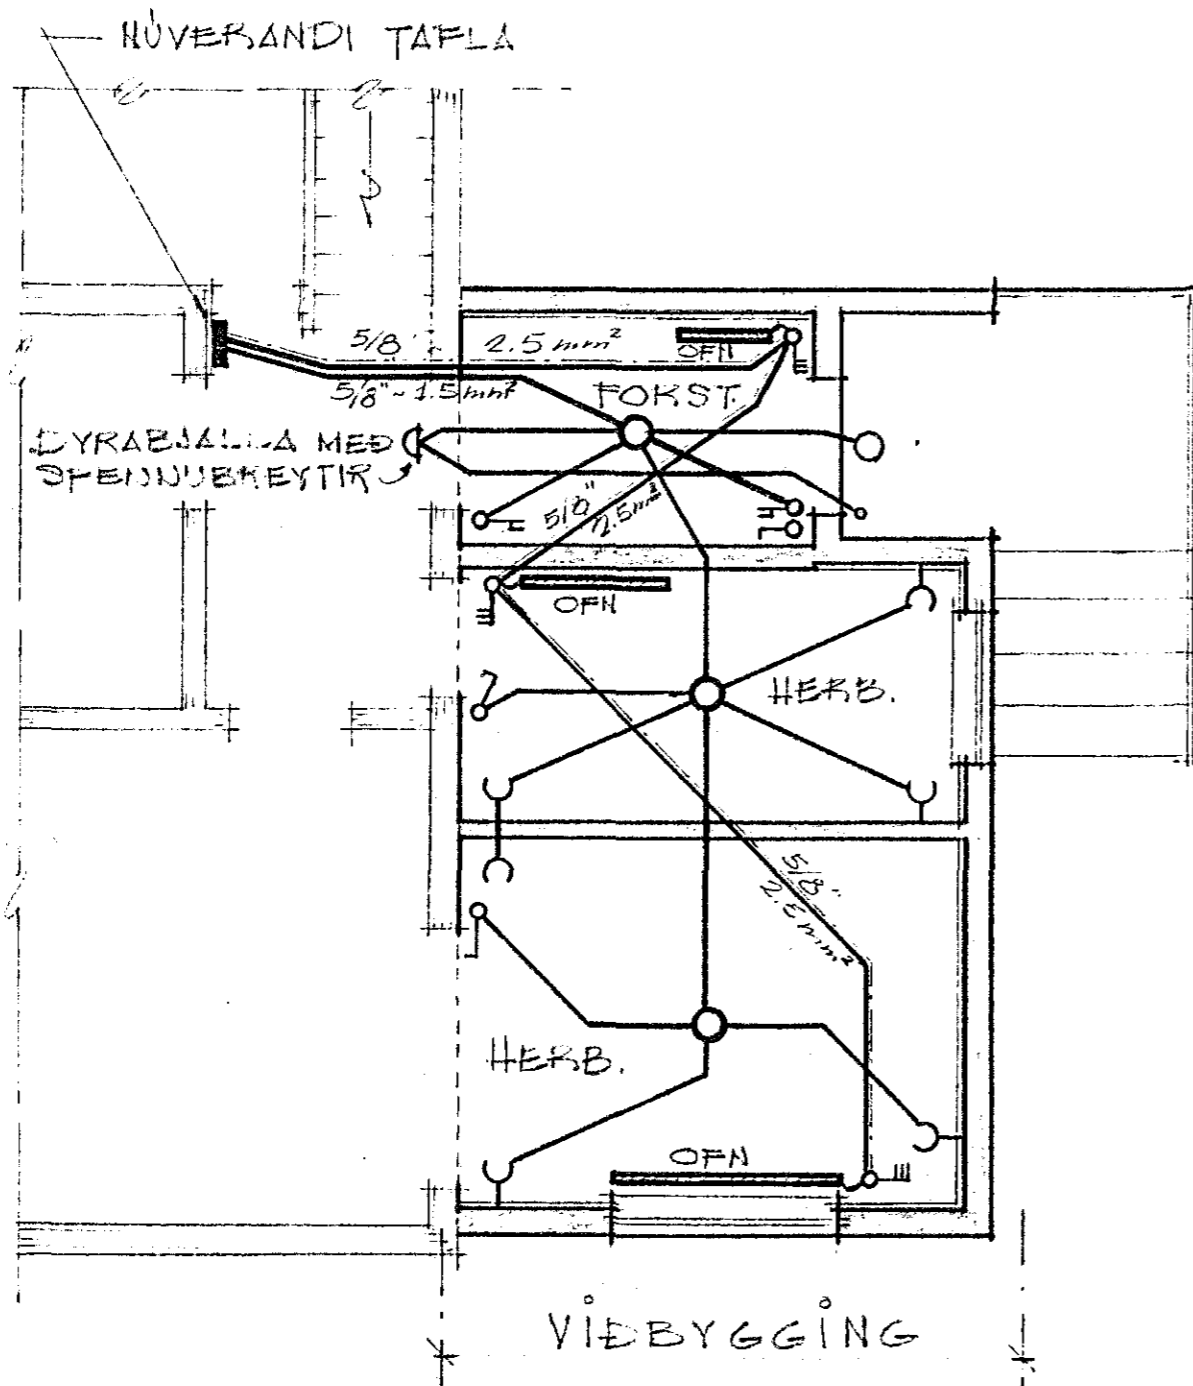 NÚVERANDI TAFLA
5/8" - 2.5 mm²
OFN
5/8" - 1.5 mm²
FORST.
DYRABJALLA MEÐ
SPENNUBREYTIR
5/8"
2.5 mm²
OFN
HERB.
5/8"
2.5 mm²
HERB.
OFN
VIÐBYGGING